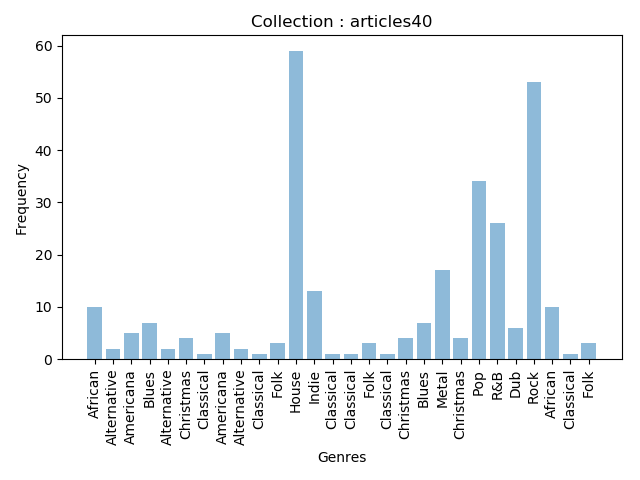 Collection : articles40
Frequency
60
50
40
30
20
10
0
African
Alternative
Americana
Blues
Alternative
Christmas
Classical
Americana
Alternative
Classical
Folk
House
Indie
Classical
Classical
Folk
Classical
Christmas
Blues
Metal
Christmas
Pop
R&B
Dub
Rock
African
Classical
Folk
Genres